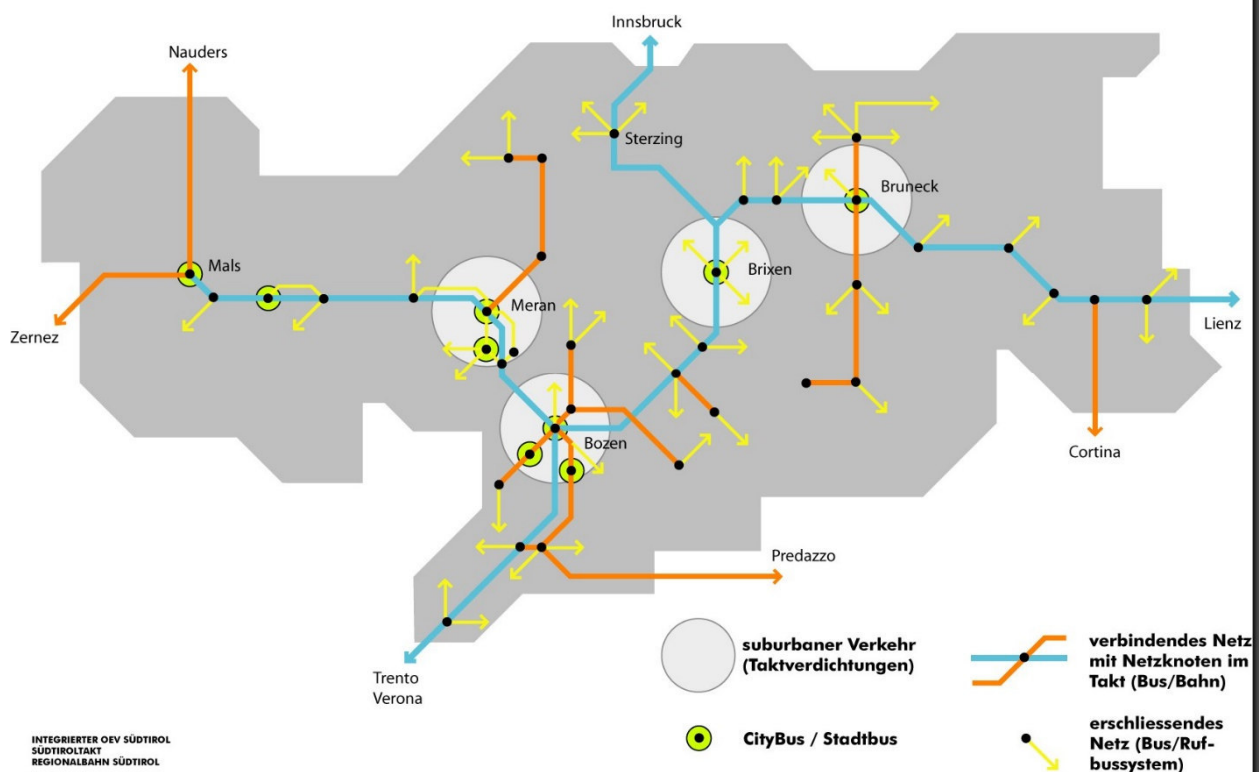 Innsbruck
Nauders
Sterzing
Bruneck
Mals
Brixen
Meran
Zernez
Lienz
Bozen
Cortina
Predazzo
Trento
Verona
suburbaner Verkehr
(Taktverdichtungen)
verbindendes Netz
mit Netzknoten im
Takt (Bus/Bahn)
CityBus / Stadtbus
erschliessendes
Netz (Bus/Ruf-
bussystem)
INTEGRIERTER OEV SÜDTIROL
SÜDTIROLTAKT
REGIONALBAHN SÜDTIROL